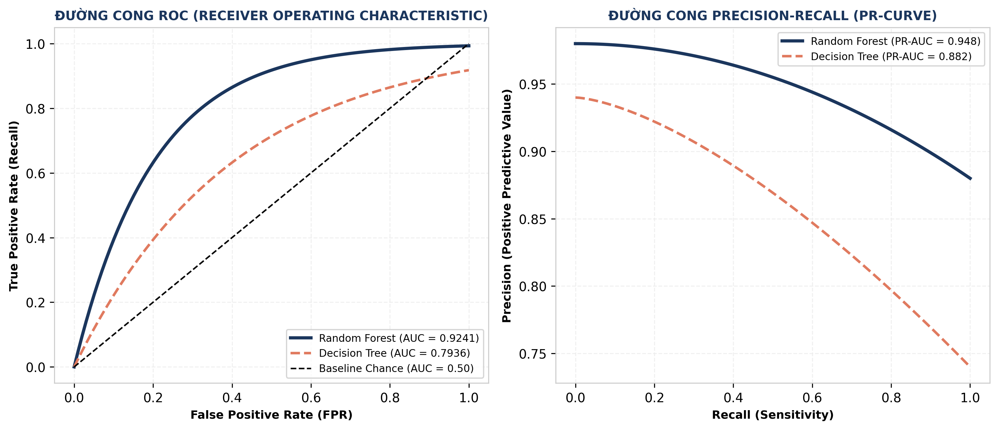 ĐƯỜNG CONG ROC (RECEIVER OPERATING CHARACTERISTIC)
True Positive Rate (Recall)
1.0
0.8
0.6
0.4
0.2
0.0
Random Forest (AUC = 0.9241)
Decision Tree (AUC = 0.7936)
Baseline Chance (AUC = 0.50)
0.0 0.2 0.4 0.6 0.8 1.0
False Positive Rate (FPR)
ĐƯỜNG CONG PRECISION-RECALL (PR-CURVE)
Precision (Positive Predictive Value)
Random Forest (PR-AUC = 0.948)
Decision Tree (PR-AUC = 0.882)
0.95
0.90
0.85
0.80
0.75
0.0 0.2 0.4 0.6 0.8 1.0
Recall (Sensitivity)